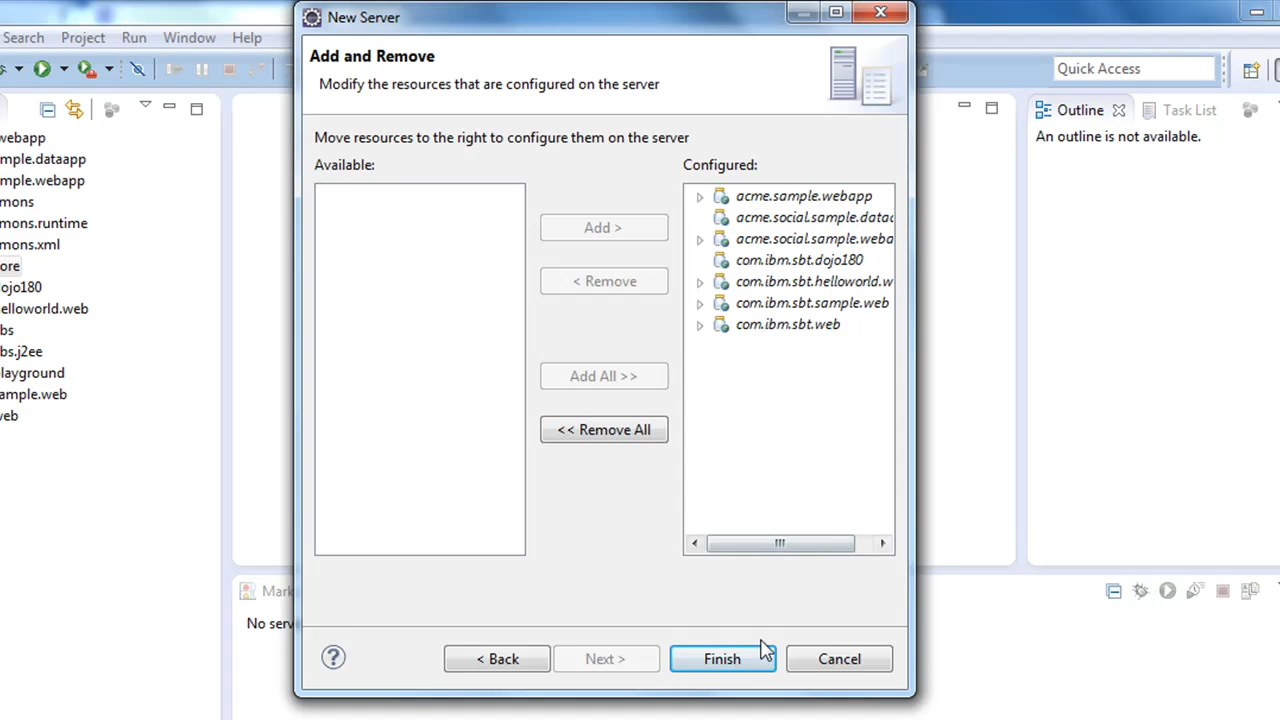 New Server
Search Project Run Window Help
Add and Remove
Modify the resources that are configured on the server
Quick Access
Outline Task List
An outline is not available.
Move resources to the right to configure them on the server
Available:
Configured:
Add >
< Remove
Add All >>
<< Remove All
acme.sample.webapp
acme.social.sample.datac
acme.social.sample.weba
com.ibm.sbt.dojo180
com.ibm.sbt.helloworld.w
com.ibm.sbt.sample.web
com.ibm.sbt.web
webapp
mple.dataapp
mple.webapp
mons
mons.runtime
mons.xml
ore
ojo180
elloworld.web
bs
bs.j2ee
layground
ample.web
web
Mark
No serv
?
< Back
Next >
Finish
Cancel